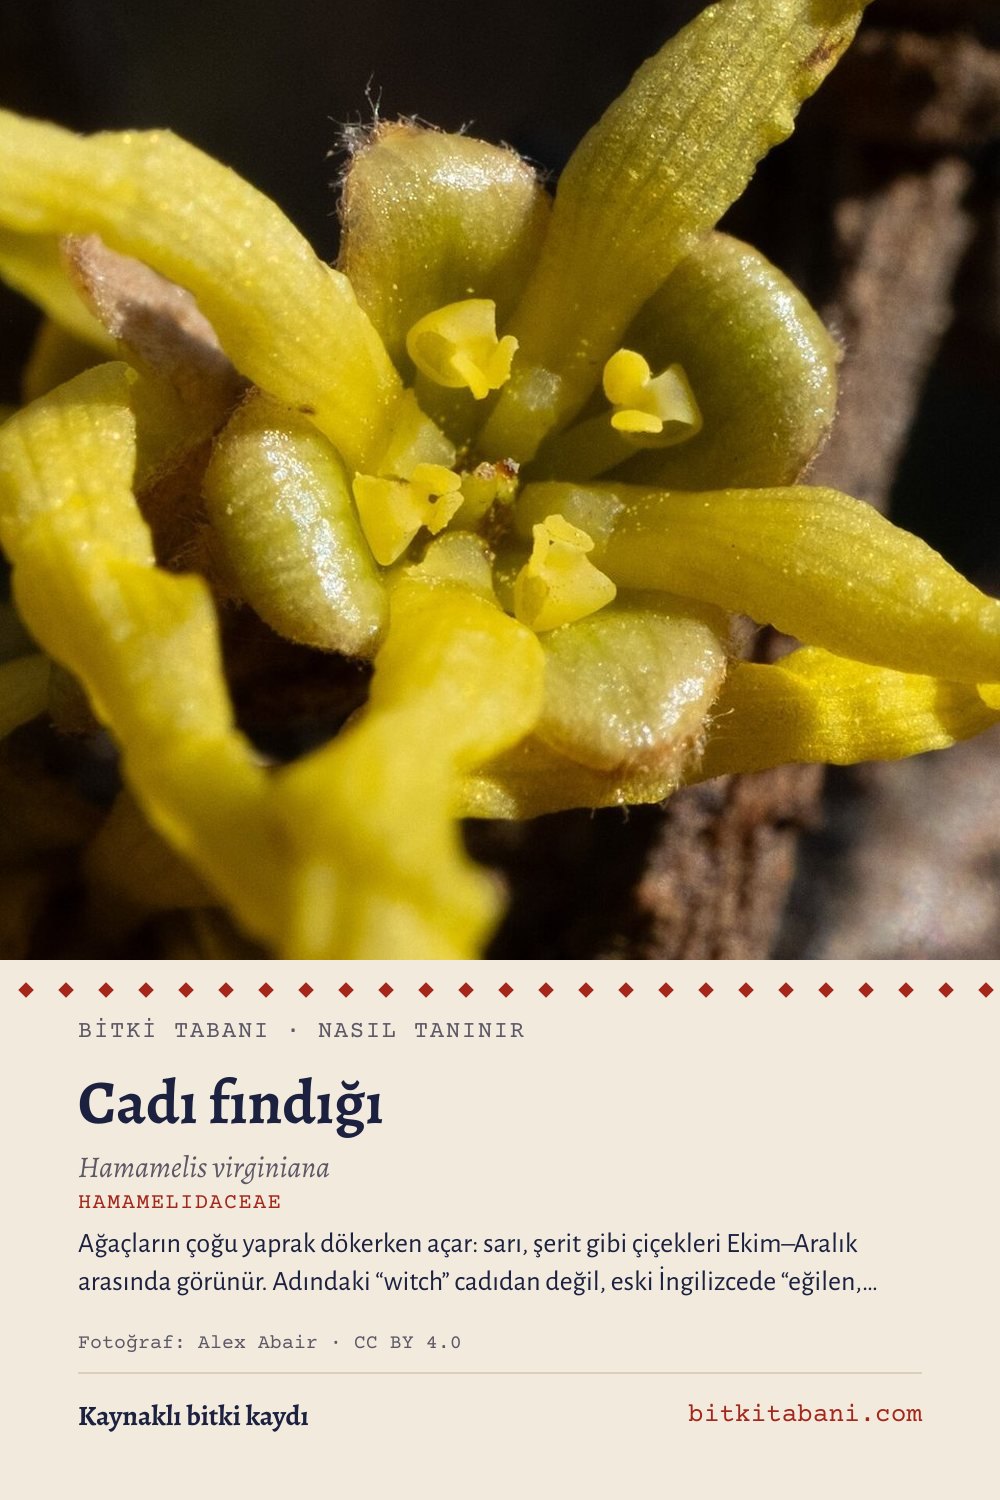 BİTKİ TABANI · NASIL TANINIR
Cadı fındığı
Hamamelis virginiana
HAMAMELIDACEAE
Ağaçların çoğu yaprak dökerken açar: sarı, şerit gibi çiçekleri Ekim–Aralık
arasında görünür. Adındaki “witch” cadıdan değil, eski İngilizcede “eğilen,…
Fotoğraf: Alex Abair · CC BY 4.0
Kaynaklı bitki kaydı
bitkitabani.com